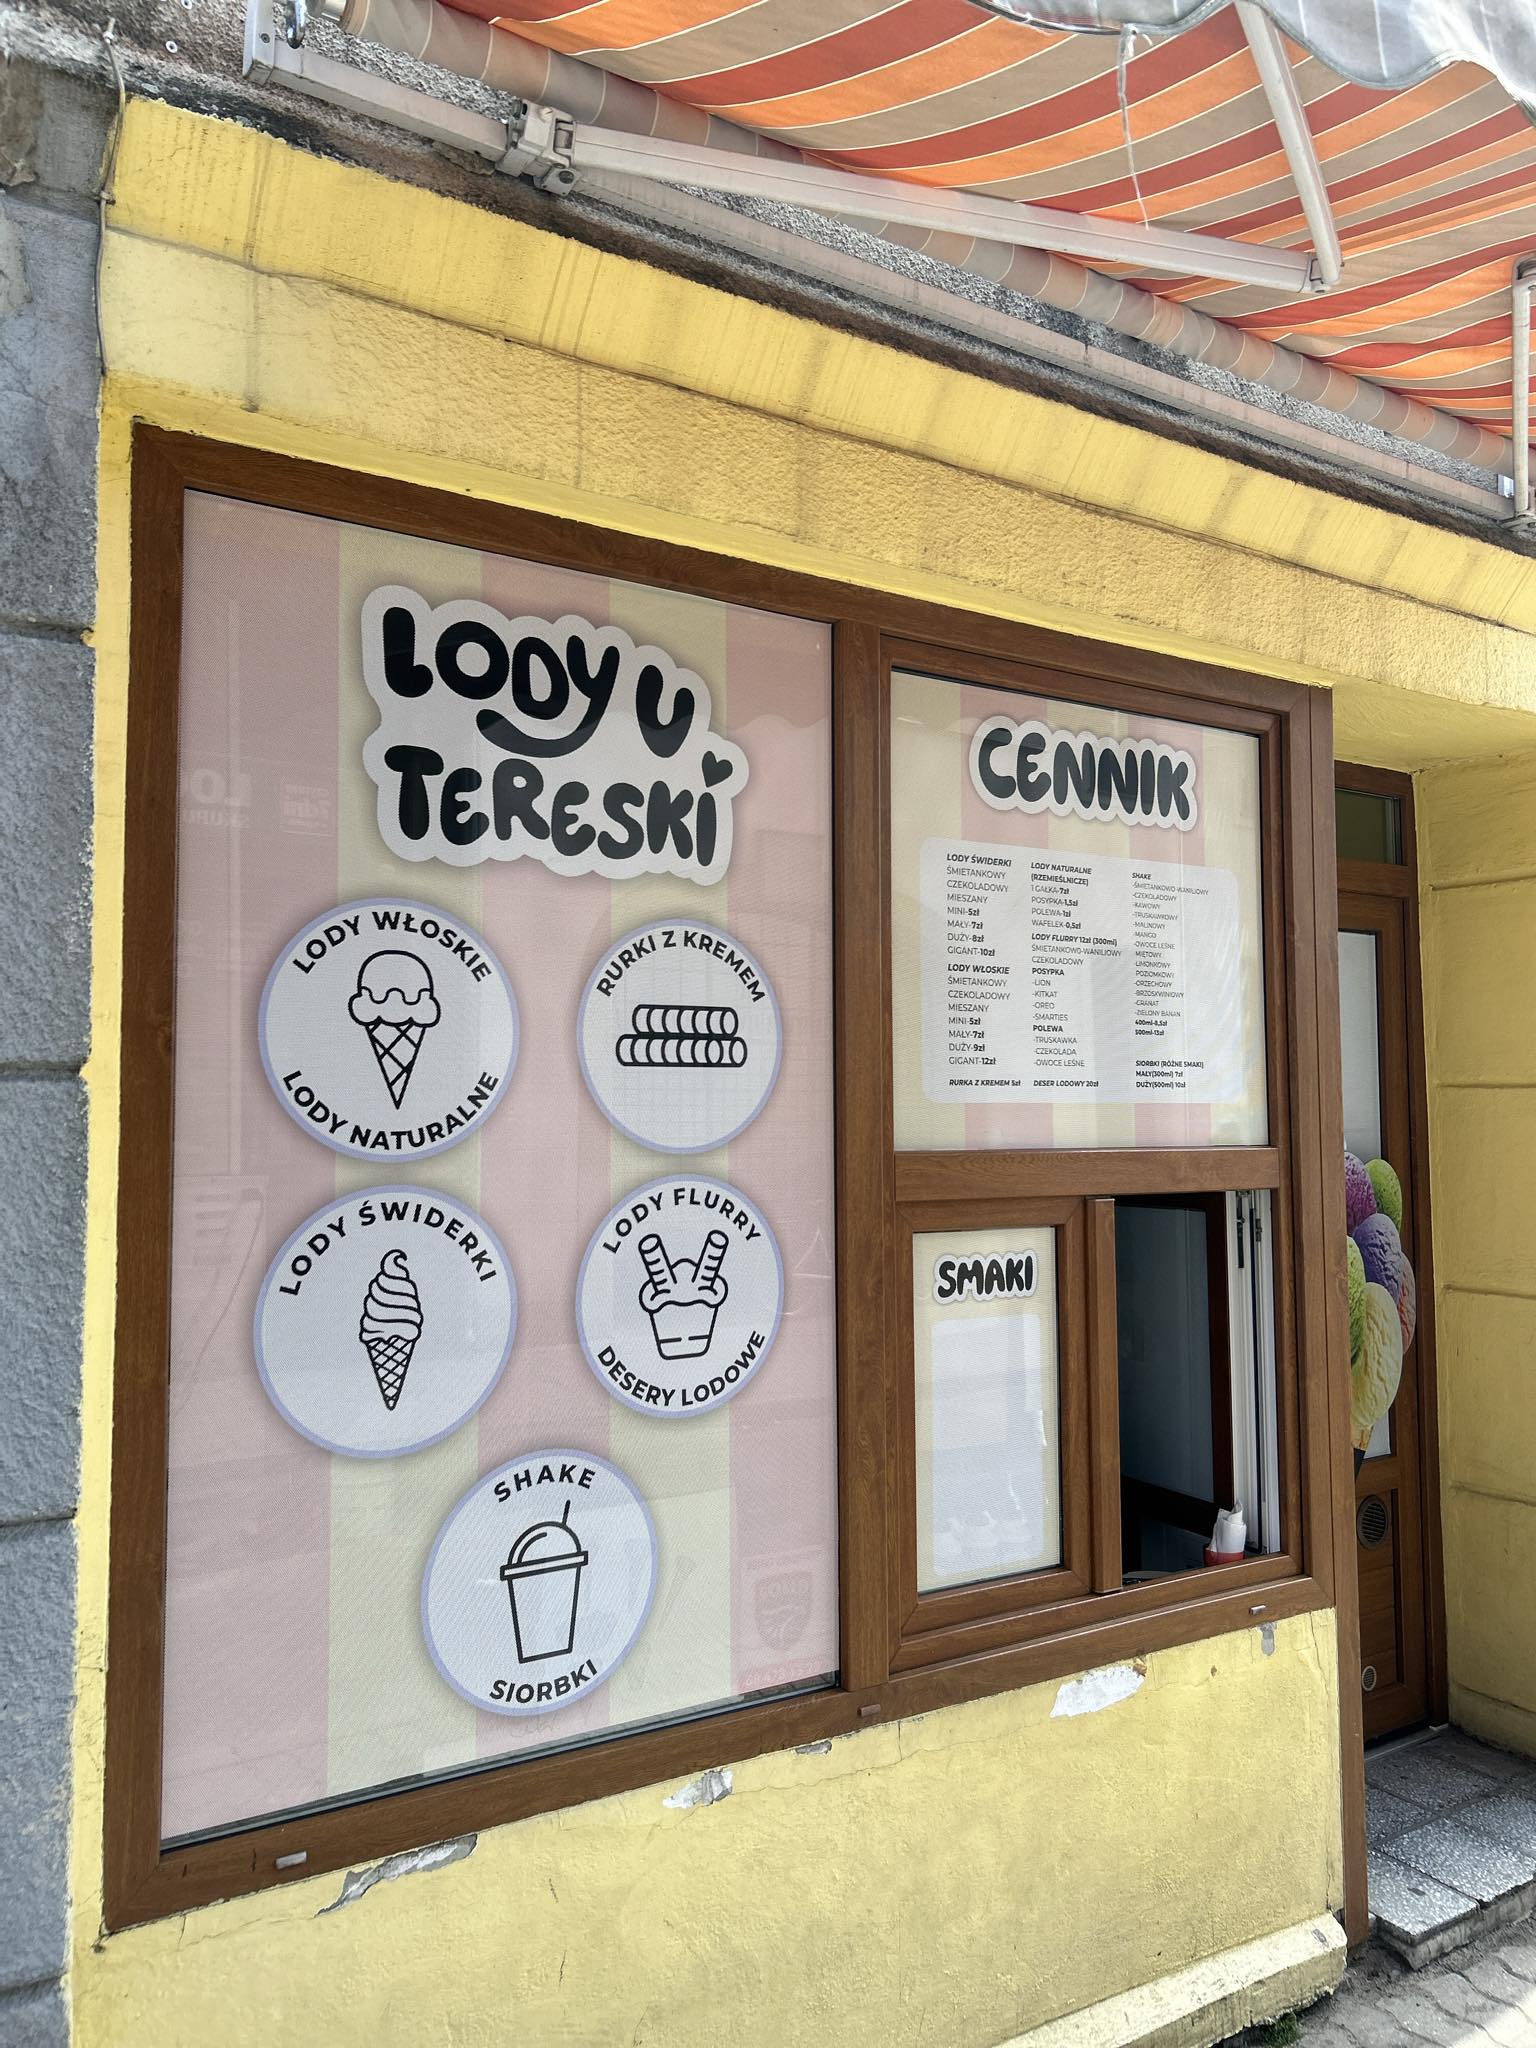 LODY U
TERESKI
LODY WŁOSKIE
LODY NATURALNE
RURKI Z KREMEM
LODY ŚWIDERKI
LODY FLURRY
DESERY LODOWE
SHAKE
SIORBKI
CENNIK
LODY ŚWIDERKI
ŚMIETANKOWY
CZEKOLADOWY
MIESZANY
MINI-5zł
MAŁY-7zł
DUŻY-8zł
GIGANT-10zł
LODY WŁOSKIE
ŚMIETANKOWY
CZEKOLADOWY
MIESZANY
MINI-5zł
MAŁY-7zł
DUŻY-9zł
GIGANT-12zł
RURKA Z KREMEM 5zł
LODY NATURALNE
(RZEMIEŚLNICZE)
1 GAŁKA-7zł
POSYPKA-1,5zł
POLEWA-1zł
WAFELEK-0,5zł
LODY FLURRY 12zł (300ml)
ŚMIETANKOWO-WANILIOWY
CZEKOLADOWY
POSYPKA
-LION
-KITKAT
-OREO
-SMARTIES
POLEWA
-TRUSKAWKA
-CZEKOLADA
-OWOCE LEŚNE
DESER LODOWY 20zł
SHAKE
-ŚMIETANKOWO-WANILIOWY
-CZEKOLADOWY
-KAWOWY
-TRUSKAWKOWY
-MALINOWY
-MANGO
-OWOCE LEŚNE
-MIĘTOWY
-LIMONKOWY
POZIOMKOWY
-ORZECHOWY
-BRZOSKWINIOWY
-GRANAT
-ZIELONY BANAN
400ml-8,5zł
500ml-13zł
SIORBKI (RÓŻNE SMAKI)
MAŁY(300ml) 7zł
DUŻY(500ml) 10zł
SMAKI